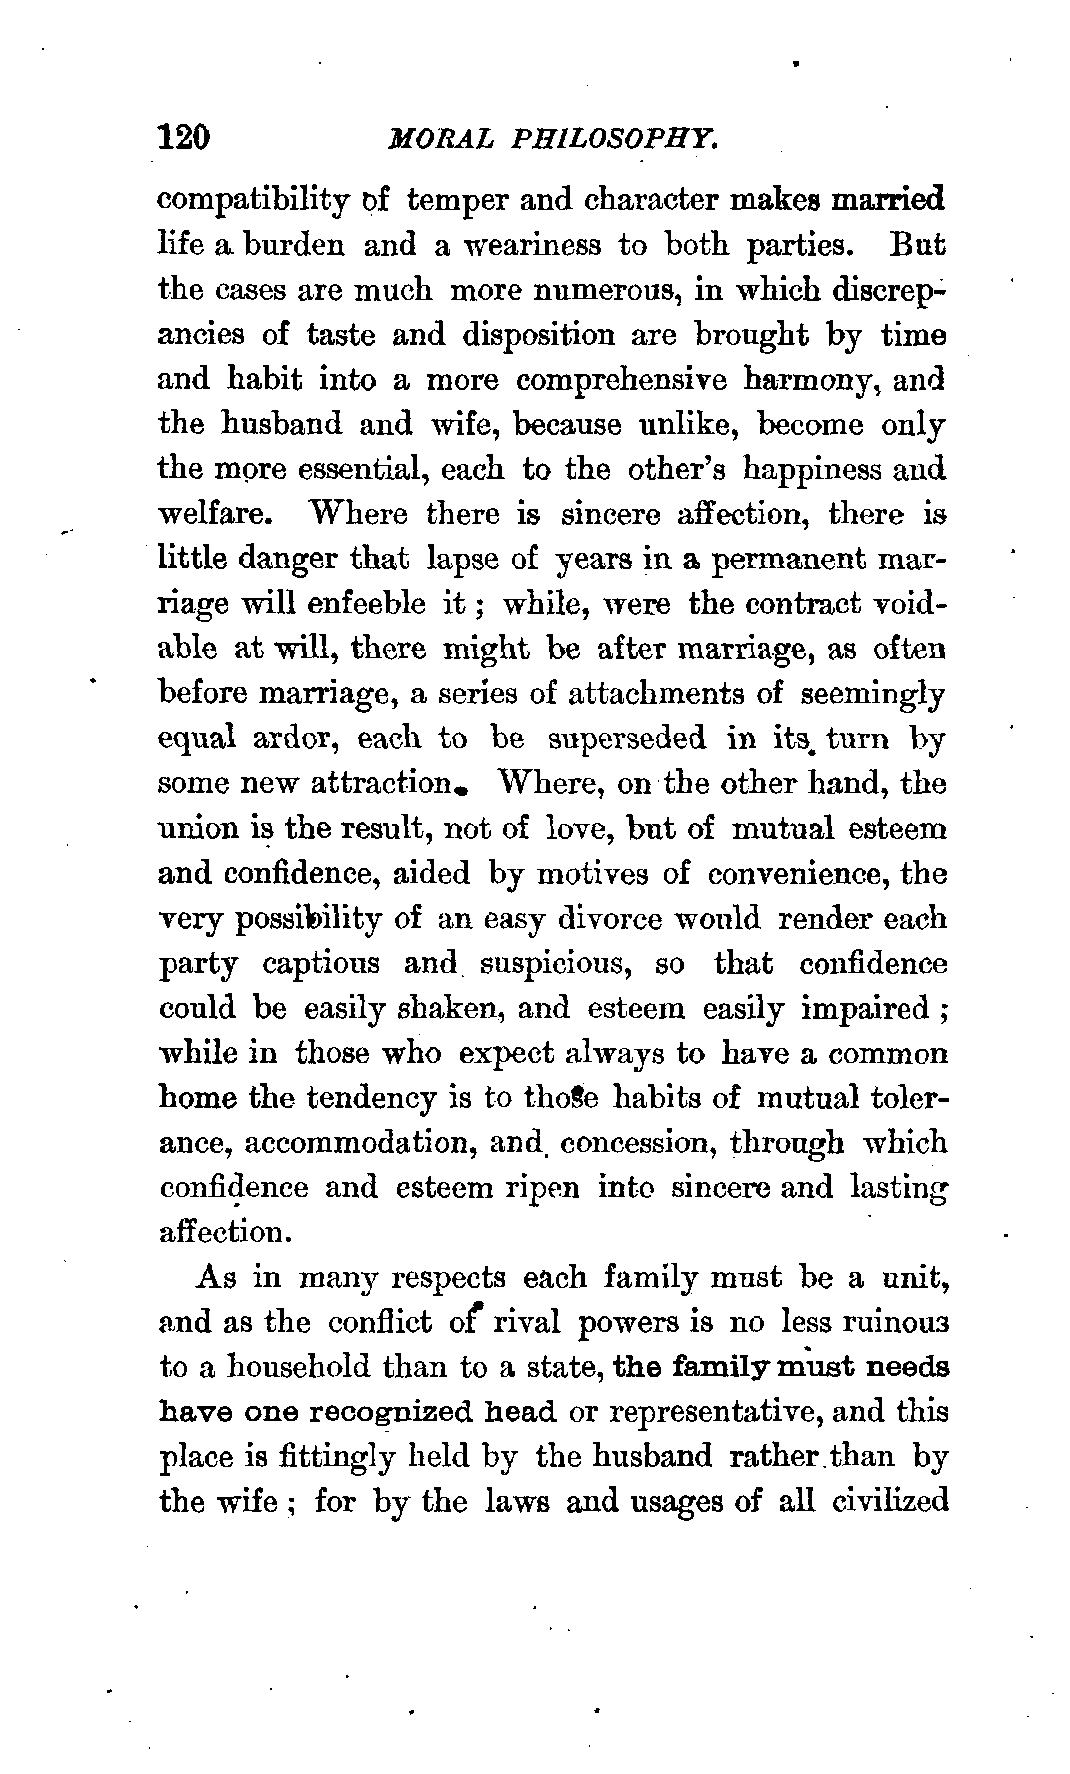 120 MORAL PHILOSOPHY.
compatibility of temper and character makes married
life a burden and a weariness to both parties. But
the cases are much more numerous, in which discrep-
ancies of taste and disposition are brought by time
and habit into a more comprehensive harmony, and
the husband and wife, because unlike, become only
the more essential, each to the other's happiness and
welfare. Where there is sincere affection, there is
little danger that lapse of years in a permanent mar-
riage will enfeeble it ; while, were the contract void-
able at will, there might be after marriage, as often
before marriage, a series of attachments of seemingly
equal ardor, each to be superseded in its turn by
some new attraction. Where, on the other hand, the
union is the result, not of love, but of mutual esteem
and confidence, aided by motives of convenience, the
very possibility of an easy divorce would render each
party captious and suspicious, so that confidence
could be easily shaken, and esteem easily impaired ;
while in those who expect always to have a common
home the tendency is to those habits of mutual toler-
ance, accommodation, and concession, through which
confidence and esteem ripen into sincere and lasting
affection.
As in many respects each family must be a unit,
and as the conflict of rival powers is no less ruinous
to a household than to a state, the family must needs
have one recognized head or representative, and this
place is fittingly held by the husband rather than by
the wife ; for by the laws and usages of all civilized